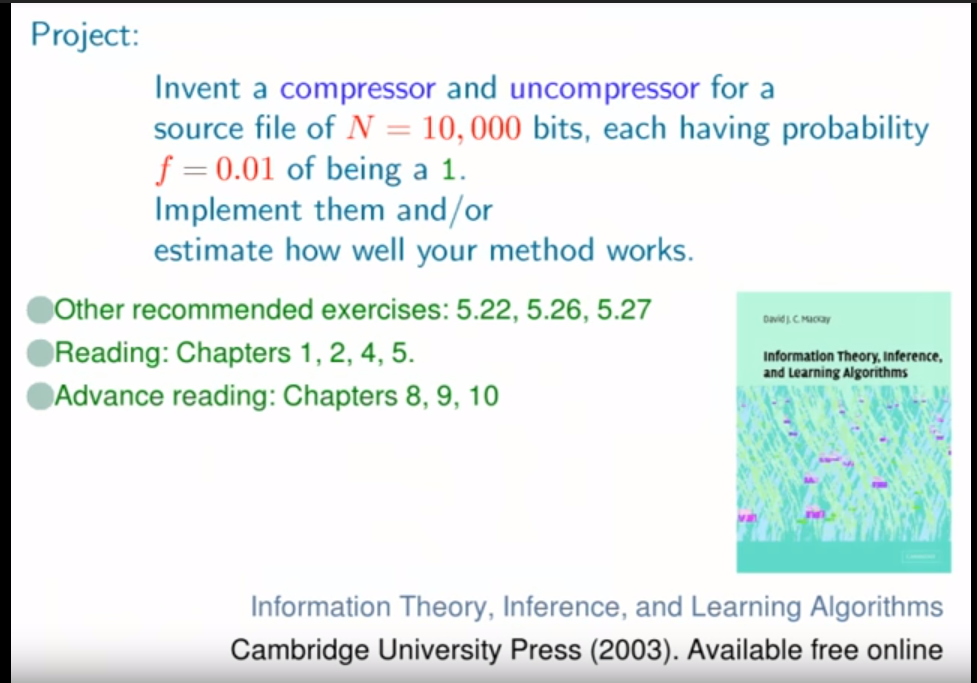 Project:
Invent a compressor and uncompressor for a
source file of N = 10,000 bits, each having probability
f = 0.01 of being a 1.
Implement them and/or
estimate how well your method works.
Other recommended exercises: 5.22, 5.26, 5.27
Reading: Chapters 1, 2, 4, 5.
Advance reading: Chapters 8, 9, 10
David J. C. MacKay
Information Theory, Inference,
and Learning Algorithms
Information Theory, Inference, and Learning Algorithms
Cambridge University Press (2003). Available free online